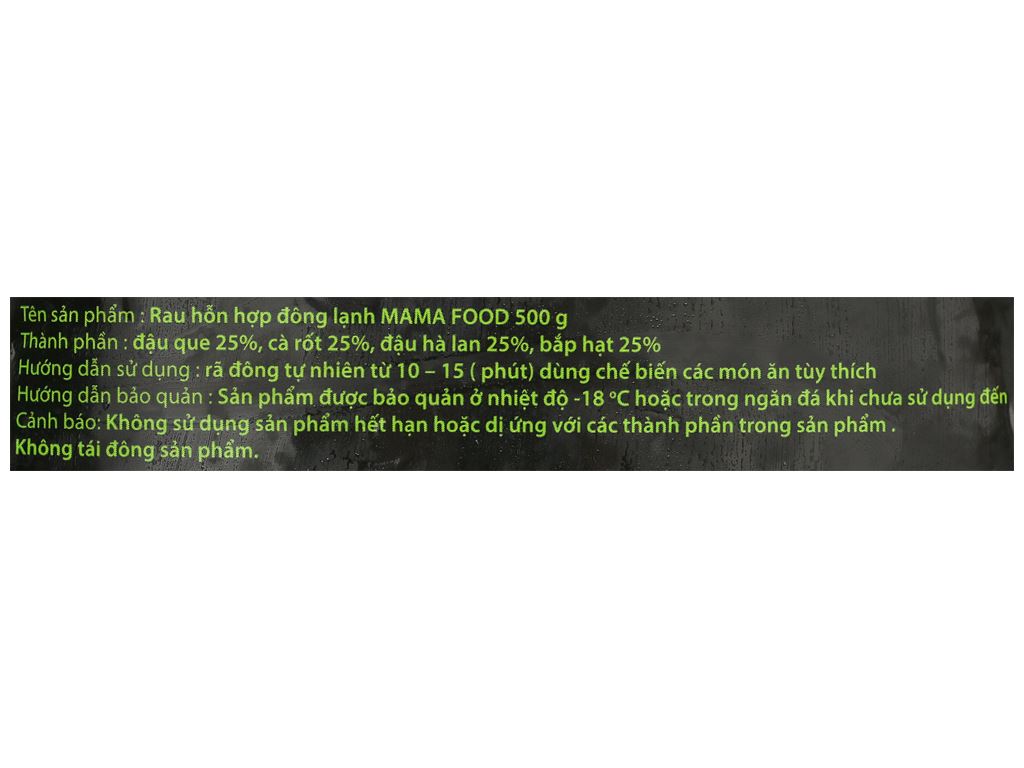 Tên sản phẩm : Rau hỗn hợp đông lạnh MAMA FOOD 500 g
Thành phần : đậu que 25%, cà rốt 25%, đậu hà lan 25%, bắp hạt 25%
Hướng dẫn sử dụng : rã đông tự nhiên từ 10 – 15 ( phút) dùng chế biến các món ăn tùy thích
Hướng dẫn bảo quản : Sản phẩm được bảo quản ở nhiệt độ -18 °C hoặc trong ngăn đá khi chưa sử dụng đến
Cảnh báo: Không sử dụng sản phẩm hết hạn hoặc dị ứng với các thành phần trong sản phẩm .
Không tái đông sản phẩm.